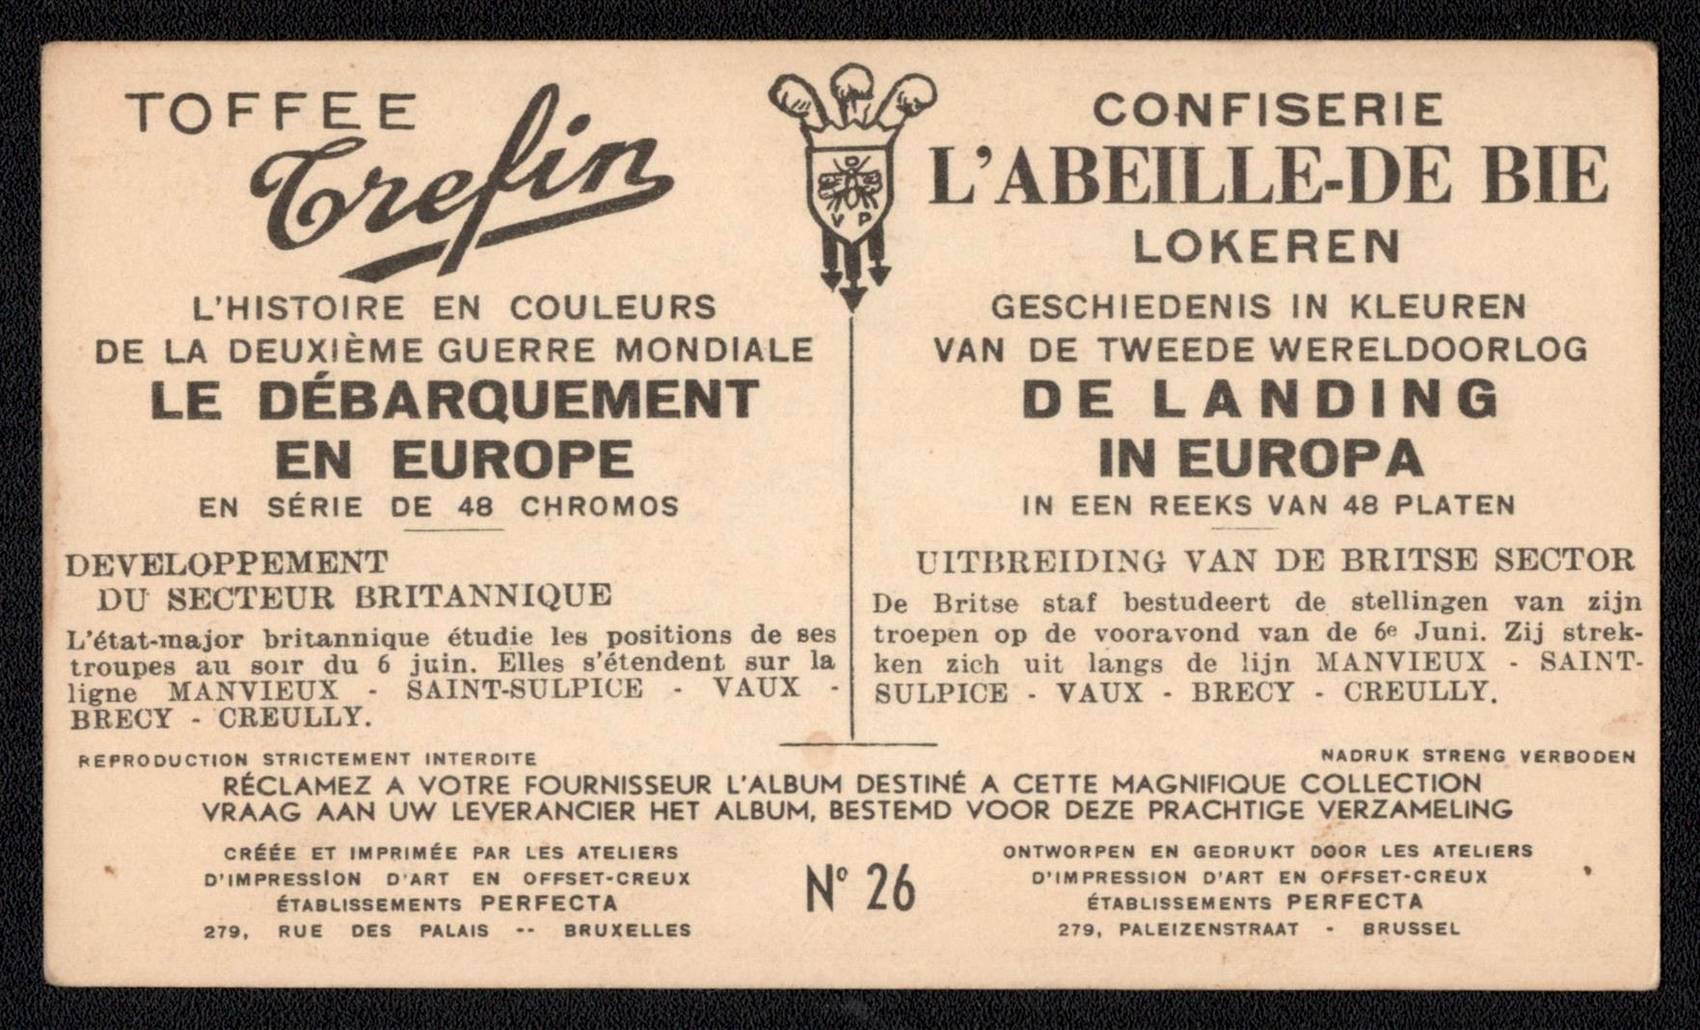 TOFFEE
Trefin
L'HISTOIRE EN COULEURS
DE LA DEUXIÈME GUERRE MONDIALE
LE DÉBARQUEMENT
EN EUROPE
EN SÉRIE DE 48 CHROMOS
DEVELOPPEMENT
DU SECTEUR BRITANNIQUE
L'état-major britannique étudie les positions de ses
troupes au soir du 6 juin. Elles s'étendent sur la
ligne MANVIEUX - SAINT-SULPICE - VAUX -
BRECY - CREULLY.
REPRODUCTION STRICTEMENT INTERDITE
V P
CONFISERIE
L'ABEILLE-DE BIE
LOKEREN
GESCHIEDENIS IN KLEUREN
VAN DE TWEEDE WERELDOORLOG
DE LANDING
IN EUROPA
IN EEN REEKS VAN 48 PLATEN
UITBREIDING VAN DE BRITSE SECTOR
De Britse staf bestudeert de stellingen van zijn
troepen op de vooravond van de 6e Juni. Zij strek-
ken zich uit langs de lijn MANVIEUX - SAINT-
SULPICE - VAUX - BRECY - CREULLY.
NADRUK STRENG VERBODEN
RÉCLAMEZ A VOTRE FOURNISSEUR L'ALBUM DESTINÉ A CETTE MAGNIFIQUE COLLECTION
VRAAG AAN UW LEVERANCIER HET ALBUM, BESTEMD VOOR DEZE PRACHTIGE VERZAMELING
CRÉÉE ET IMPRIMÉE PAR LES ATELIERS
D'IMPRESSION D'ART EN OFFSET-CREUX
ÉTABLISSEMENTS PERFECTA
279, RUE DES PALAIS -- BRUXELLES
N° 26
ONTWORPEN EN GEDRUKT DOOR LES ATELIERS
D'IMPRESSION D'ART EN OFFSET-CREUX
ÉTABLISSEMENTS PERFECTA
279, PALEIZENSTRAAT - BRUSSEL